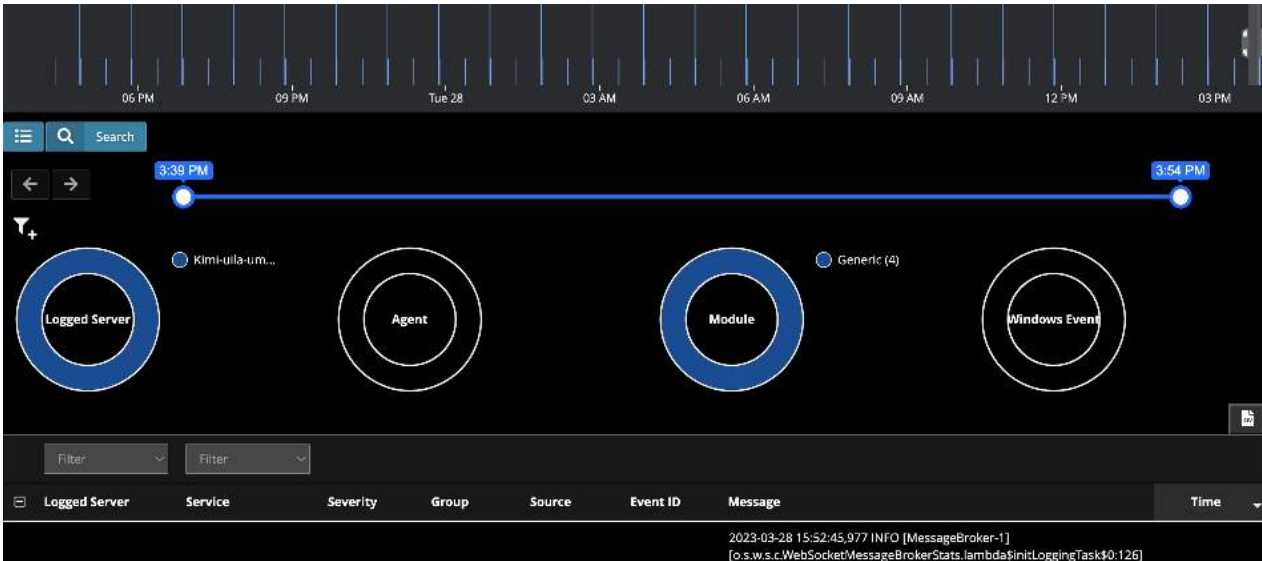 06 PM 09 PM Tue 28 03 AM 06 AM 09 AM 12 PM 03 PM
Search
3:39 PM 3:54 PM
Logged Server
Kimi-uila-um...
Agent
Module
Generic (4)
Windows Event
Filter Filter
Logged Server Service Severity Group Source Event ID Message Time
2023-03-28 15:52:45,977 INFO [MessageBroker-1]
[o.s.w.s.c.WebSocketMessageBrokerStats.lambda$initLoggingTask$0:126]